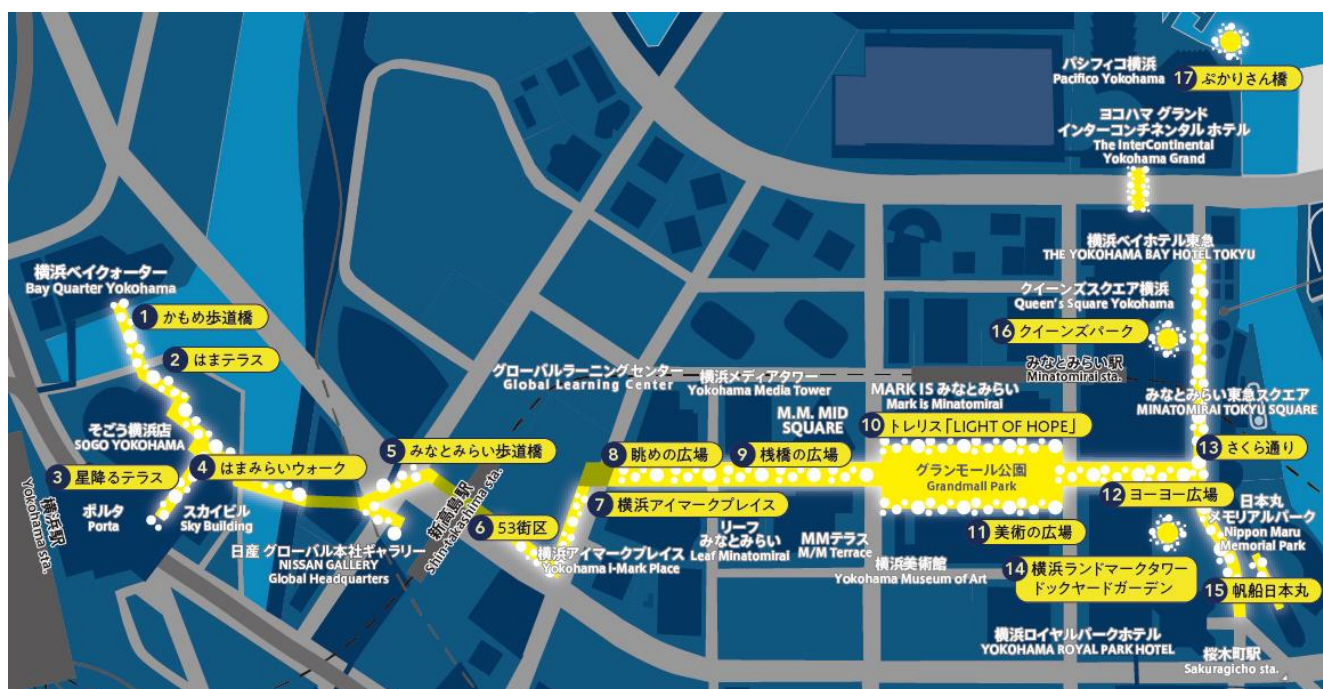 パシフィコ横浜
Pacifico Yokohama
17 ぷかりさん橋
ヨコハマ グランド
インターコンチネンタル ホテル
The InterContinental
Yokohama Grand
横浜ベイホテル東急
THE YOKOHAMA BAY HOTEL TOKYU
横浜ベイクォーター
Bay Quarter Yokohama
1 かもめ歩道橋
2 はまテラス
クイーンズスクエア横浜
Queen's Square Yokohama
16 クイーンズパーク
みなとみらい駅
Minatomirai sta.
グローバルラーニングセンター
Global Learning Center
横浜メディアタワー
Yokohama Media Tower
MARK IS みなとみらい
Mark is Minatomirai
みなとみらい東急スクエア
MINATOMIRAI TOKYU SQUARE
M.M. MID
SQUARE
10 トレリス「LIGHT OF HOPE」
そごう横浜店
SOGO YOKOHAMA
3 星降るテラス
4 はまみらいウォーク
5 みなとみらい歩道橋
8 眺めの広場
9 桟橋の広場
グランモール公園
Grandmall Park
13 さくら通り
横浜駅
Yokohama sta.
ポルタ
Porta
スカイビル
Sky Building
新高島駅
Shin-takashima sta.
6 53街区
7 横浜アイマークプレイス
12 ヨーヨー広場
日産 グローバル本社ギャラリー
NISSAN GALLERY
Global Headquarters
横浜アイマークプレイス
Yokohama I-Mark Place
リーフ
みなとみらい
Leaf Minatomirai
MMテラス
M/M Terrace
11 美術の広場
横浜美術館
Yokohama Museum of Art
日本丸
メモリアルパーク
Nippon Maru
Memorial Park
14 横浜ランドマークタワー
ドックヤードガーデン
15 帆船日本丸
横浜ロイヤルパークホテル
YOKOHAMA ROYAL PARK HOTEL
桜木町駅
Sakuragicho sta.